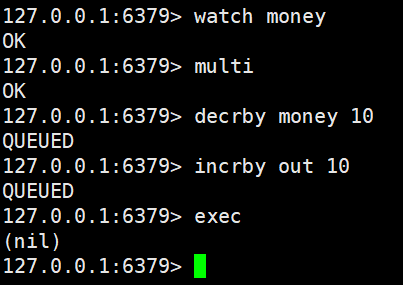 127.0.0.1:6379> watch money
OK
127.0.0.1:6379> multi
OK
127.0.0.1:6379> decrby money 10
QUEUED
127.0.0.1:6379> incrby out 10
QUEUED
127.0.0.1:6379> exec
(nil)
127.0.0.1:6379>